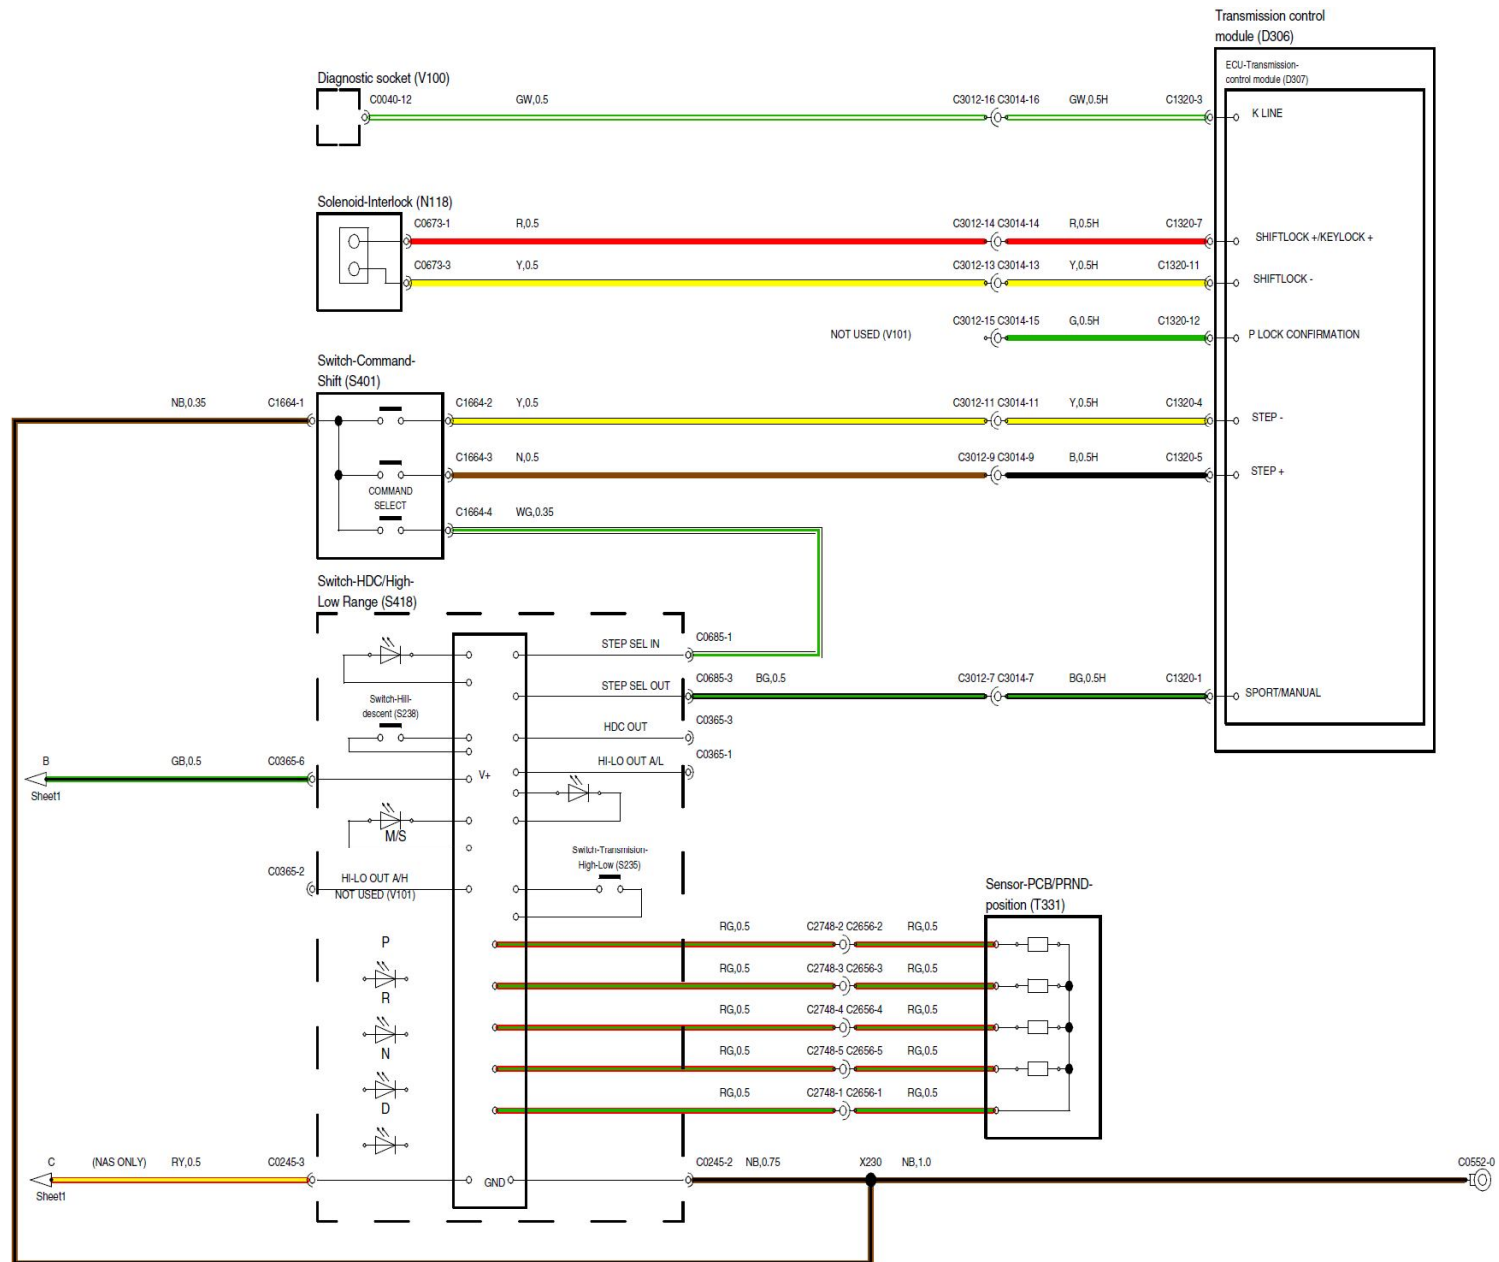 Transmission control
module (D306)
ECU-Transmission-
control module (D307)
Diagnostic socket (V100)
C0040-12 GW,0.5 C3012-16 C3014-16 GW,0.5H C1320-3
K LINE
Solenoid-Interlock (N118)
C0673-1 R,0.5 C3012-14 C3014-14 R,0.5H C1320-7
SHIFTLOCK +/KEYLOCK +
C0673-3 Y,0.5 C3012-13 C3014-13 Y,0.5H C1320-11
SHIFTLOCK -
NOT USED (V101) C3012-15 C3014-15 G,0.5H C1320-12
P LOCK CONFIRMATION
Switch-Command-
Shift (S401)
NB,0.35 C1664-1 C1664-2 Y,0.5 C3012-11 C3014-11 Y,0.5H C1320-4
STEP -
C1664-3 N,0.5 C3012-9 C3014-9 B,0.5H C1320-5
STEP +
COMMAND
SELECT
C1664-4 WG,0.35
Switch-HDC/High-
Low Range (S418)
STEP SEL IN C0685-1
STEP SEL OUT C0685-3 BG,0.5 C3012-7 C3014-7 BG,0.5H C1320-1
SPORT/MANUAL
Switch-Hill-
descent (S238)
HDC OUT C0365-3
HI-LO OUT A/L C0365-1
B GB,0.5 C0365-6
V+
Sheet1
M/S
Switch-Transmision-
High-Low (S235)
C0365-2 HI-LO OUT A/H
NOT USED (V101)
Sensor-PCB/PRND-
position (T331)
P RG,0.5 C2748-2 C2656-2 RG,0.5
R RG,0.5 C2748-3 C2656-3 RG,0.5
N RG,0.5 C2748-4 C2656-4 RG,0.5
RG,0.5 C2748-5 C2656-5 RG,0.5
D RG,0.5 C2748-1 C2656-1 RG,0.5
C (NAS ONLY) RY,0.5 C0245-3 C0245-2 NB,0.75 X230 NB,1.0 C0552-0
GND
Sheet1